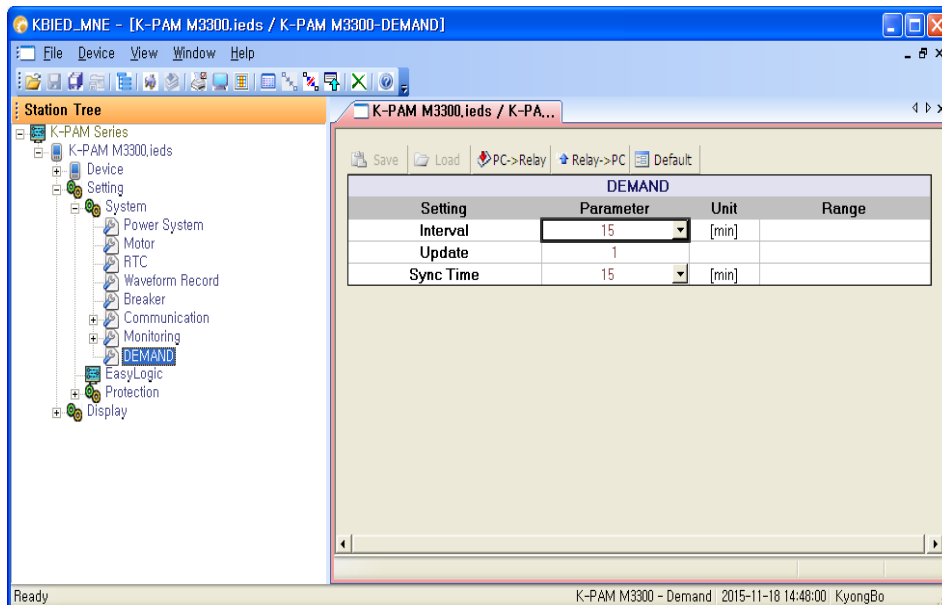 KBIED_MNE - [K-PAM M3300.ieds / K-PAM M3300-DEMAND]
File Device View Window Help
Station Tree
K-PAM Series
K-PAM M3300.ieds
Device
Setting
System
Power System
Motor
RTC
Waveform Record
Breaker
Communication
Monitoring
DEMAND
EasyLogic
Protection
Display
K-PAM M3300.ieds / K-PA...
Save Load PC->Relay Relay->PC Default
DEMAND
Setting Parameter Unit Range
Interval 15 [min]
Update 1
Sync Time 15 [min]
Ready K-PAM M3300 - Demand 2015-11-18 14:48:00 KyongBo